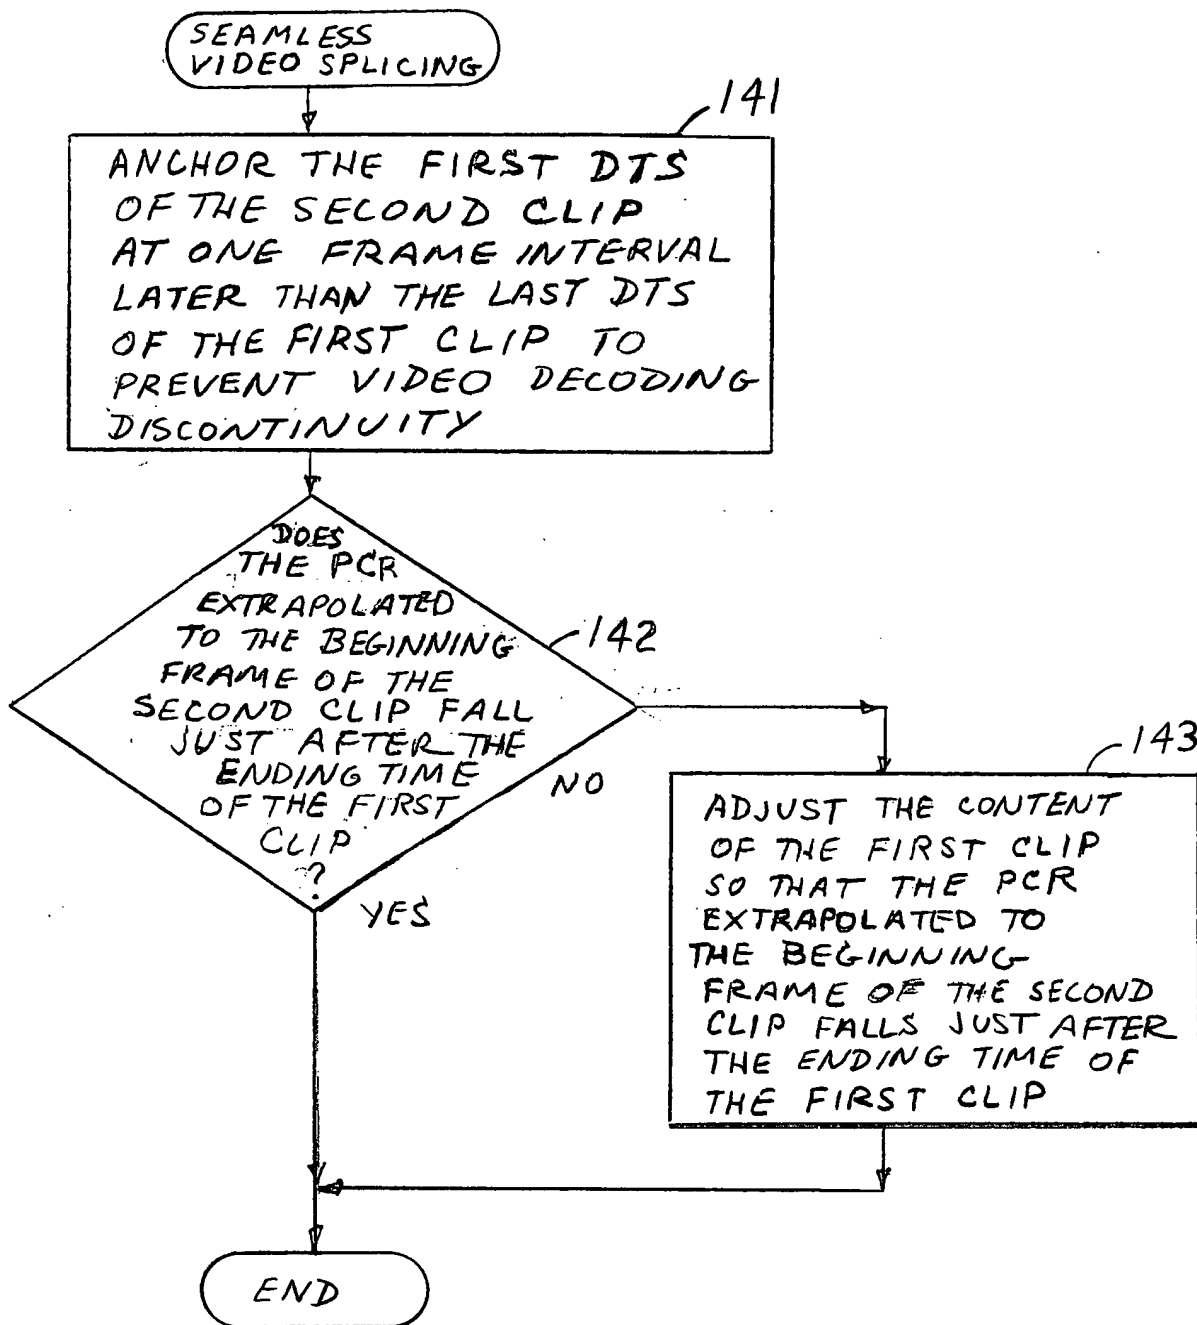 SEAMLESS
VIDEO SPLICING
141
ANCHOR THE FIRST DTS
OF THE SECOND CLIP
AT ONE FRAME INTERVAL
LATER THAN THE LAST DTS
OF THE FIRST CLIP TO
PREVENT VIDEO DECODING
DISCONTINUITY
DOES
THE PCR
EXTRAPOLATED
TO THE BEGINNING
FRAME OF THE
SECOND CLIP FALL
JUST AFTER THE
ENDING TIME
OF THE FIRST
CLIP
?
142
NO
YES
143
ADJUST THE CONTENT
OF THE FIRST CLIP
SO THAT THE PCR
EXTRAPOLATED TO
THE BEGINNING
FRAME OF THE SECOND
CLIP FALLS JUST AFTER
THE ENDING TIME OF
THE FIRST CLIP
END